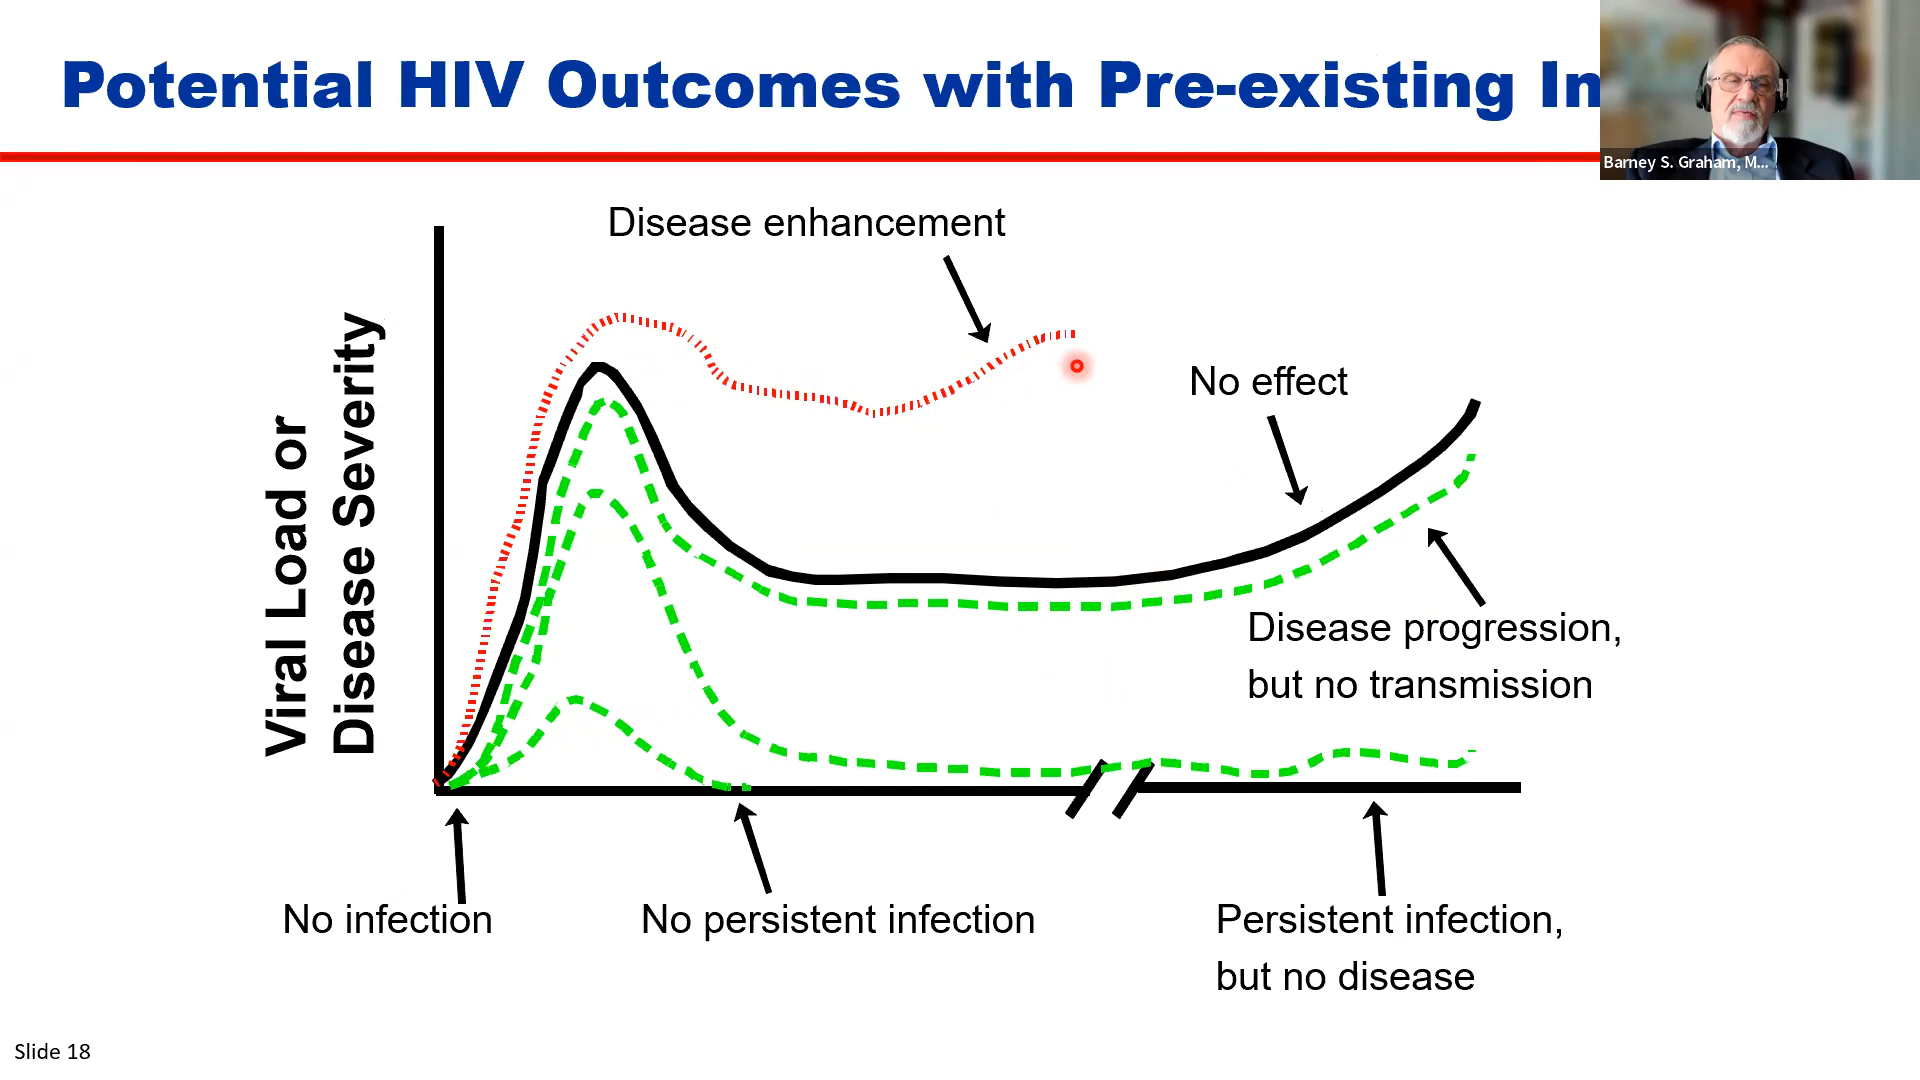 Potential HIV Outcomes with Pre-existing In
Barney S. Graham, M...
Disease enhancement
No effect
Viral Load or
Disease Severity
Disease progression,
but no transmission
No infection
No persistent infection
Persistent infection,
but no disease
Slide 18